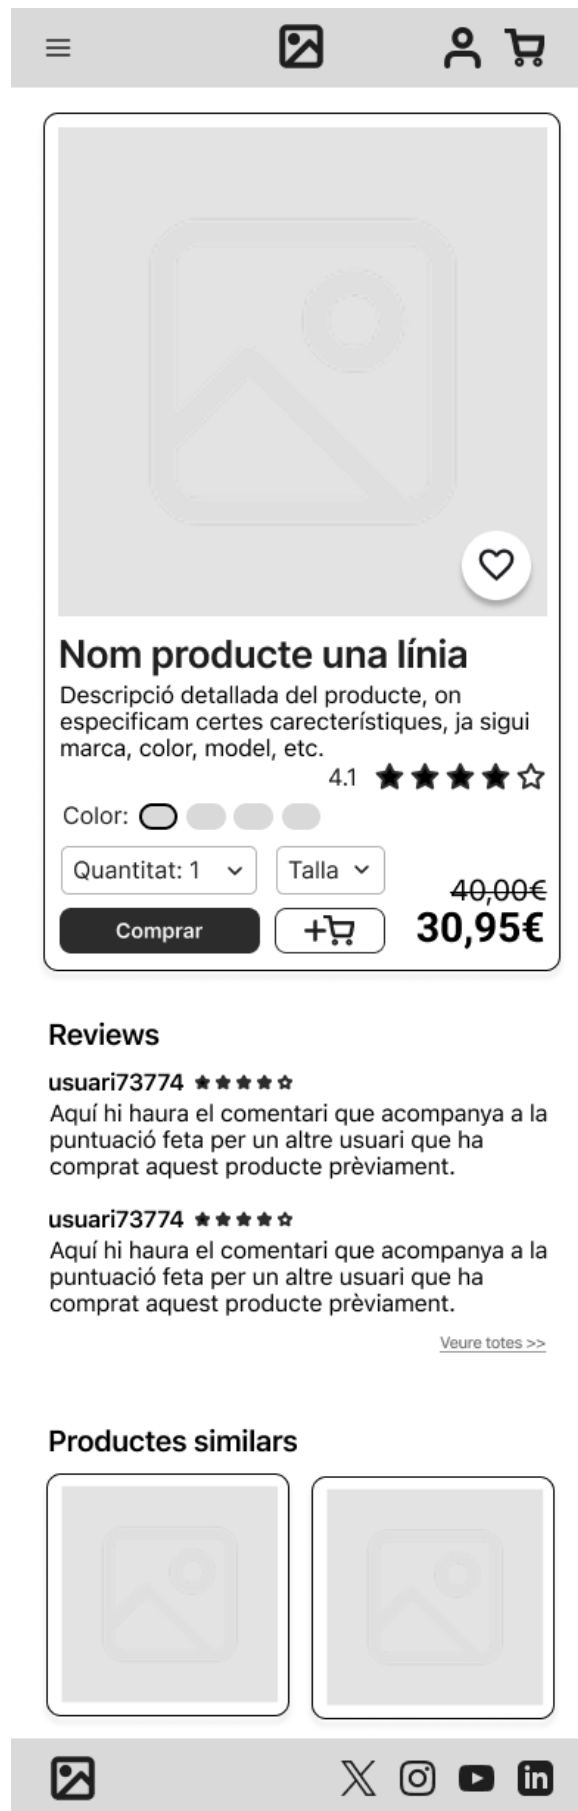 Nom producte una línia
Descripció detallada del producte, on
especificam certes carecterístiques, ja sigui
marca, color, model, etc.
4.1
Color:
Quantitat: 1
Talla
40,00€
Comprar
+
30,95€
Reviews
usuari73774
Aquí hi haura el comentari que acompanya a la
puntuació feta per un altre usuari que ha
comprat aquest producte prèviament.
usuari73774
Aquí hi haura el comentari que acompanya a la
puntuació feta per un altre usuari que ha
comprat aquest producte prèviament.
Veure totes >>
Productes similars
in